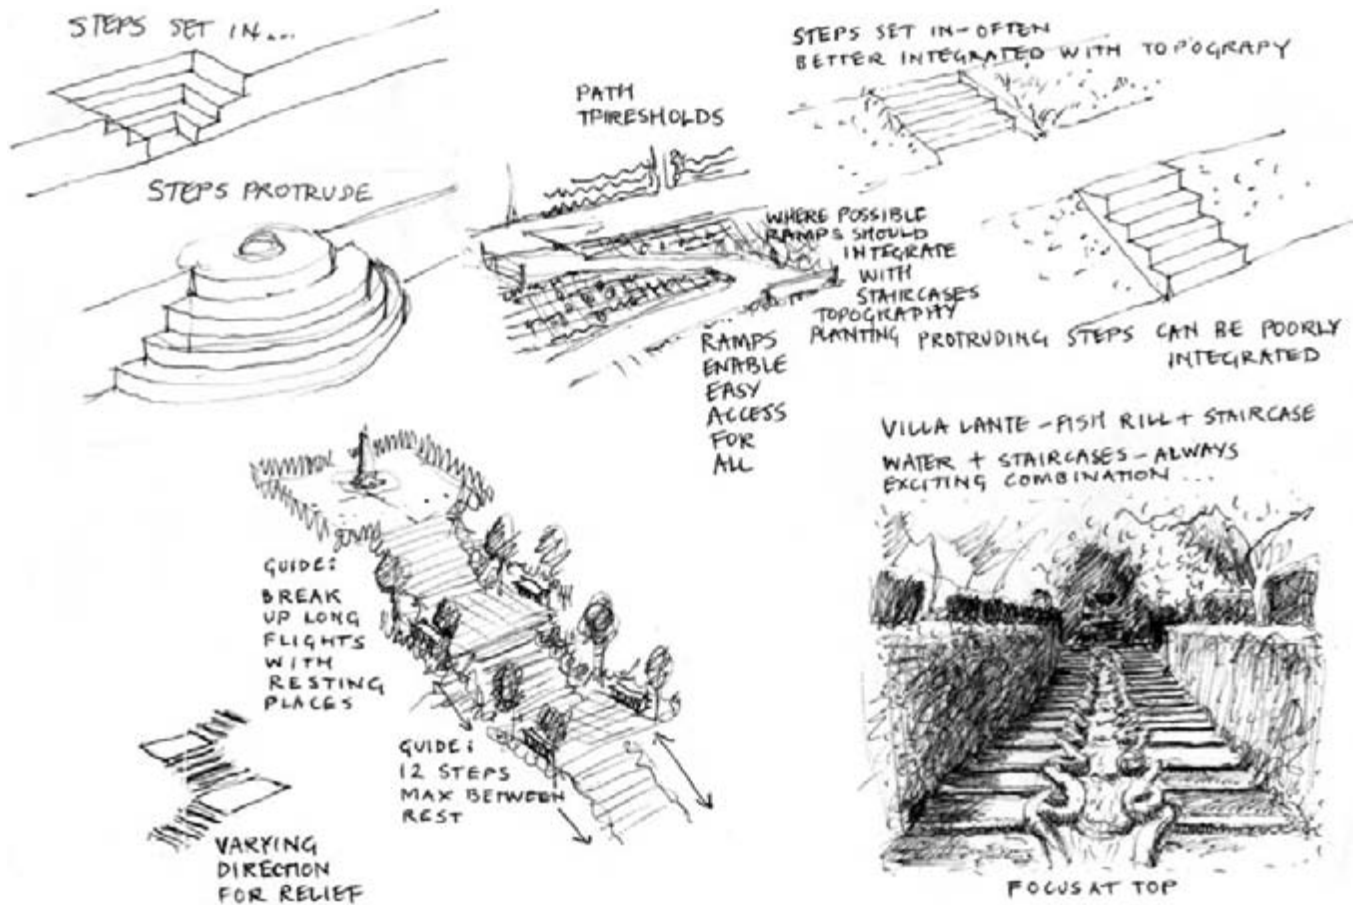 STEPS SET IN...
STEPS PROTRUDE
PATH
TPIRESHOLDS
STEPS SET IN-OFTEN
BETTER INTEGRATED WITH TOPOGRAPY
WHERE POSSIBLE
RAMPS SHOULD
INTEGRATE
WITH
STAIRCASES
TOPOGRAPHY
PLANTING
RAMPS
ENABLE
EASY
ACCESS
FOR
ALL
PROTRUDING STEPS CAN BE POORLY
INTEGRATED
GUIDE:
BREAK
UP LONG
FLIGHTS
WITH
RESTING
PLACES
GUIDE:
12 STEPS
MAX BETWEEN
REST
VARYING
DIRECTION
FOR RELIEF
VILLA LANTE - FISH RILL + STAIRCASE
WATER + STAIRCASES - ALWAYS
EXCITING COMBINATION ...
FOCUS AT TOP